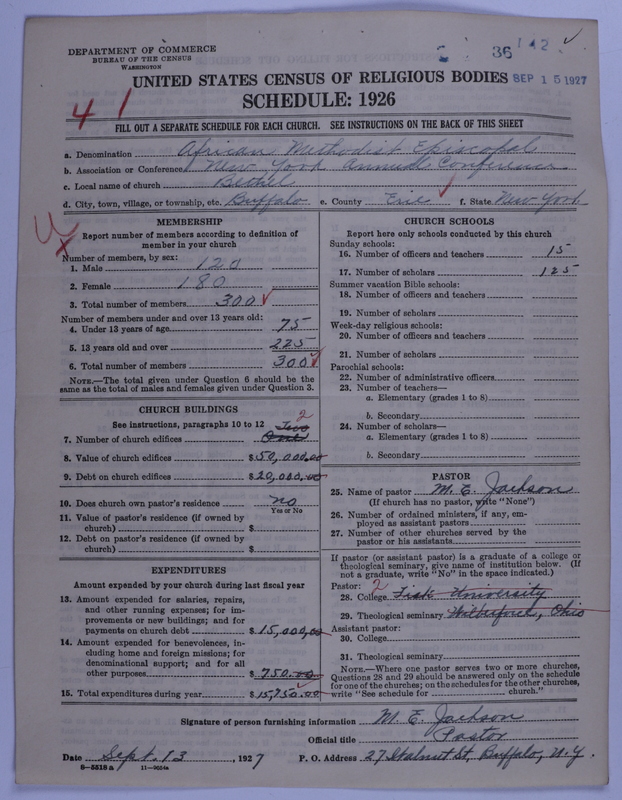 DEPARTMENT OF COMMERCE
BUREAU OF THE CENSUS
WASHINGTON
36 142
SEP 15 1927
UNITED STATES CENSUS OF RELIGIOUS BODIES
SCHEDULE: 1926
41
FILL OUT A SEPARATE SCHEDULE FOR EACH CHURCH. SEE INSTRUCTIONS ON THE BACK OF THIS SHEET
a. Denomination African Methodist Episcopal
b. Association or Conference New York Annual Conference
c. Local name of church Bethel
d. City, town, village, or township, etc. Buffalo e. County Erie f. State New York
MEMBERSHIP
Report number of members according to definition of
member in your church
Number of members, by sex:
1. Male 120
2. Female 180
3. Total number of members 300
Number of members under and over 13 years old:
4. Under 13 years of age 75
5. 13 years old and over 225
6. Total number of members 300
NOTE.—The total given under Question 6 should be the
same as the total of males and females given under Question 3.
CHURCH BUILDINGS
See instructions, paragraphs 10 to 12 Two 2
7. Number of church edifices One
8. Value of church edifices $50,000.00
9. Debt on church edifices $20,000.00
10. Does church own pastor's residence no
Yes or No
11. Value of pastor's residence (if owned by
church) $
12. Debt on pastor's residence (if owned by
church) $
EXPENDITURES
Amount expended by your church during last fiscal year
13. Amount expended for salaries, repairs,
and other running expenses; for im-
provements or new buildings; and for
payments on church debt $15,000.00
14. Amount expended for benevolences, in-
cluding home and foreign missions; for
denominational support; and for all
other purposes $750.00
15. Total expenditures during year $15,750.00
CHURCH SCHOOLS
Report here only schools conducted by this church
Sunday schools:
16. Number of officers and teachers 15
17. Number of scholars 125
Summer vacation Bible schools:
18. Number of officers and teachers
19. Number of scholars
Week-day religious schools:
20. Number of officers and teachers
21. Number of scholars
Parochial schools:
22. Number of administrative officers
23. Number of teachers—
a. Elementary (grades 1 to 8)
b. Secondary
24. Number of scholars—
a. Elementary (grades 1 to 8)
b. Secondary
PASTOR
25. Name of pastor M. E. Jackson
(If church has no pastor, write "None")
26. Number of ordained ministers, if any, em-
ployed as assistant pastors
27. Number of other churches served by the
pastor or his assistants
If pastor (or assistant pastor) is a graduate of a college or
theological seminary, give name of institution below. (If
not a graduate, write "No" in the space indicated.)
Pastor: 2
28. College Fisk University
29. Theological seminary Wilberforce, Ohio
Assistant pastor:
30. College
31. Theological seminary
NOTE.—Where one pastor serves two or more churches,
Questions 28 and 29 should be answered only on the schedule
for one of the churches; on the schedules for the other churches,
write "See schedule for church."
Signature of person furnishing information M. E. Jackson
Official title Pastor
Date Sept. 13, 1927 P. O. Address 27 Walnut St, Buffalo, N.Y.
8-5518a 11-9054a